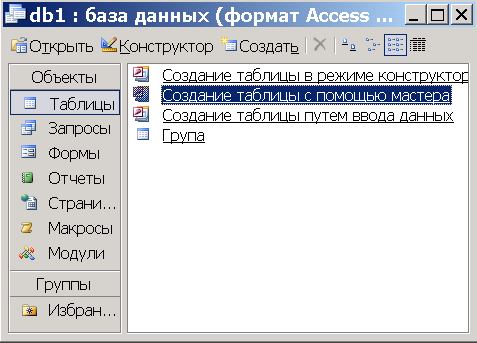 db1 : база данных (формат Access ...
Открыть Конструктор Создать
Объекты
Таблицы
Запросы
Формы
Отчеты
Страни...
Макросы
Модули
Группы
Избран...
Создание таблицы в режиме конструктор
Создание таблицы с помощью мастера
Создание таблицы путем ввода данных
Група